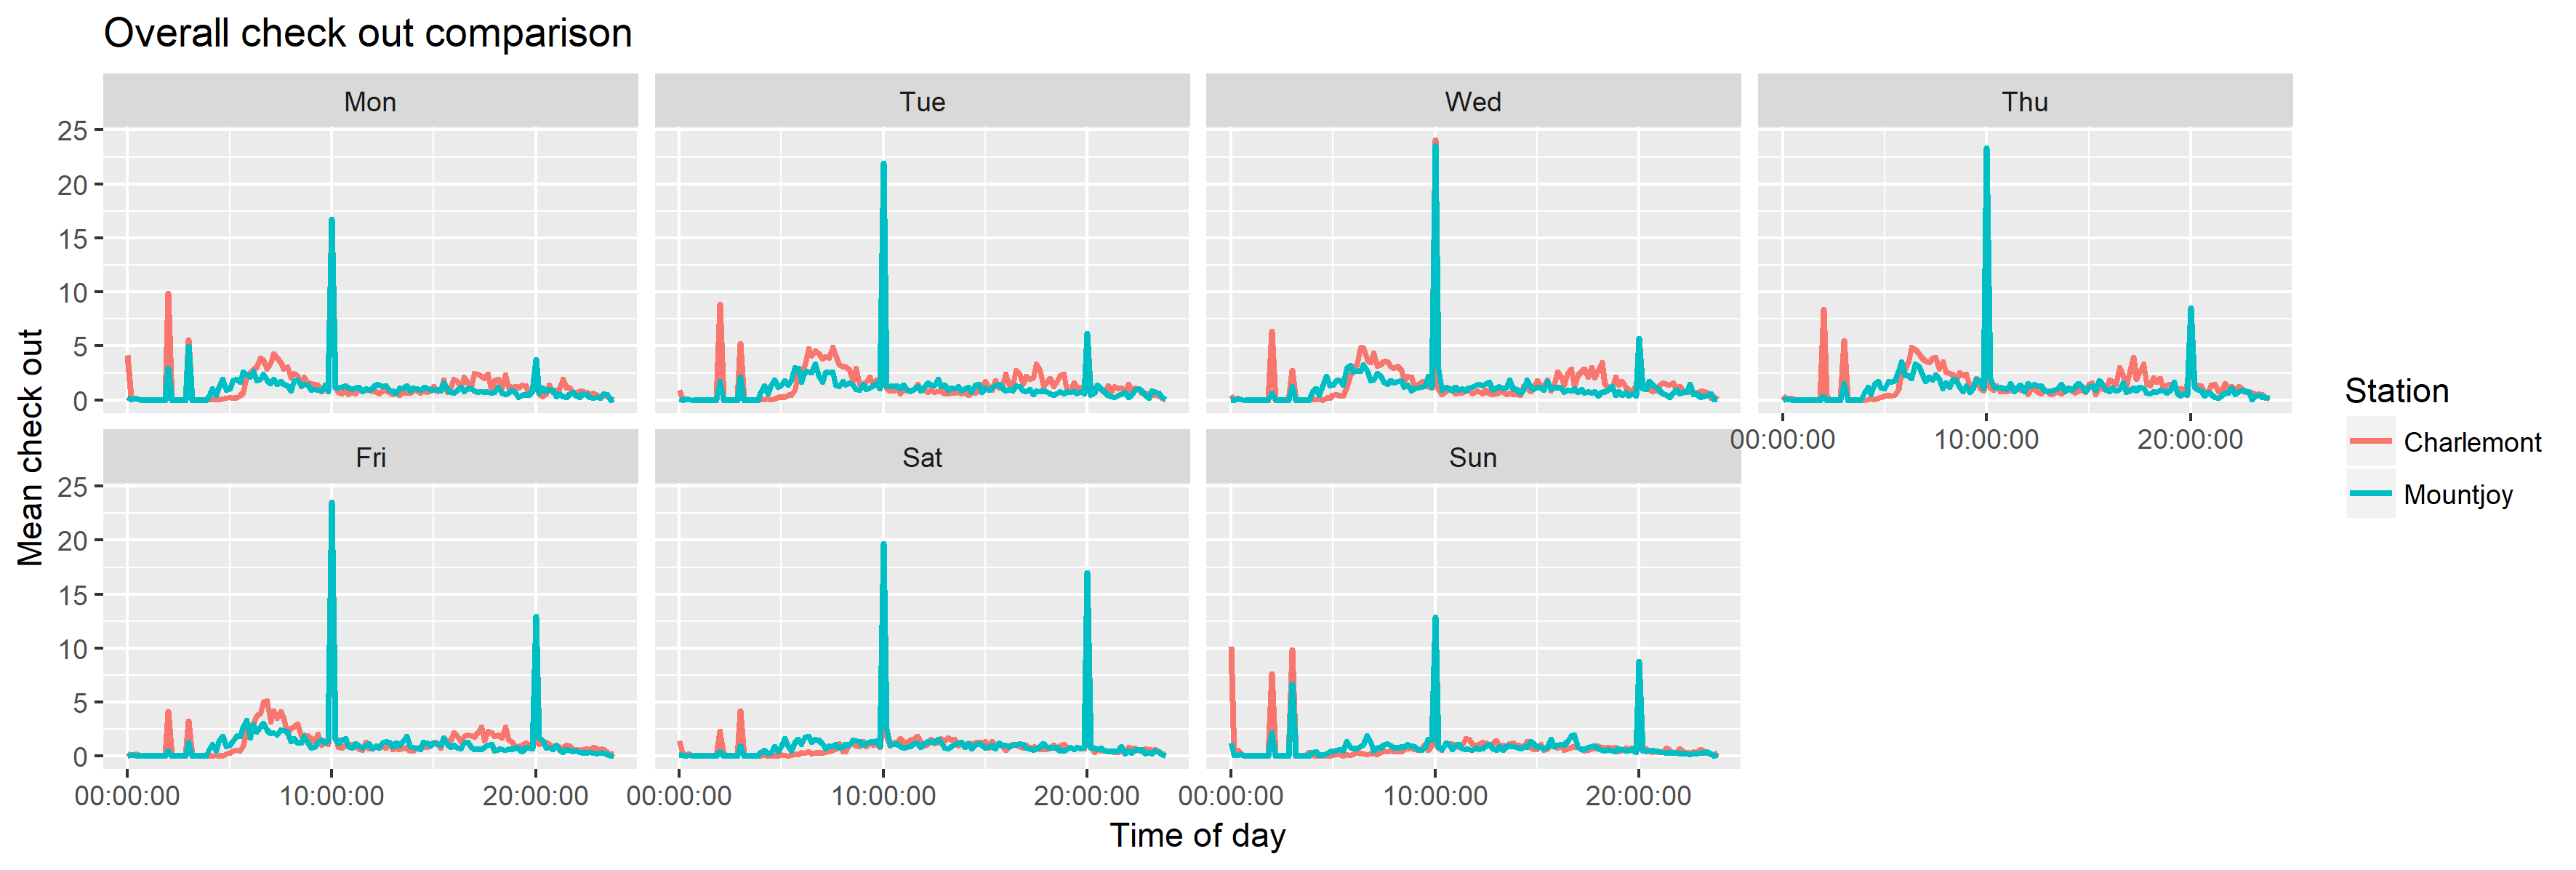 Overall check out comparison
Mon Tue Wed Thu
25
20
15
10
5
0
00:00:00 10:00:00 20:00:00
Fri Sat Sun
25
20
15
10
5
0
00:00:00 10:00:00 20:00:00 00:00:00 10:00:00 20:00:00 00:00:00 10:00:00 20:00:00
Mean check out
Time of day
Station
Charlemont
Mountjoy